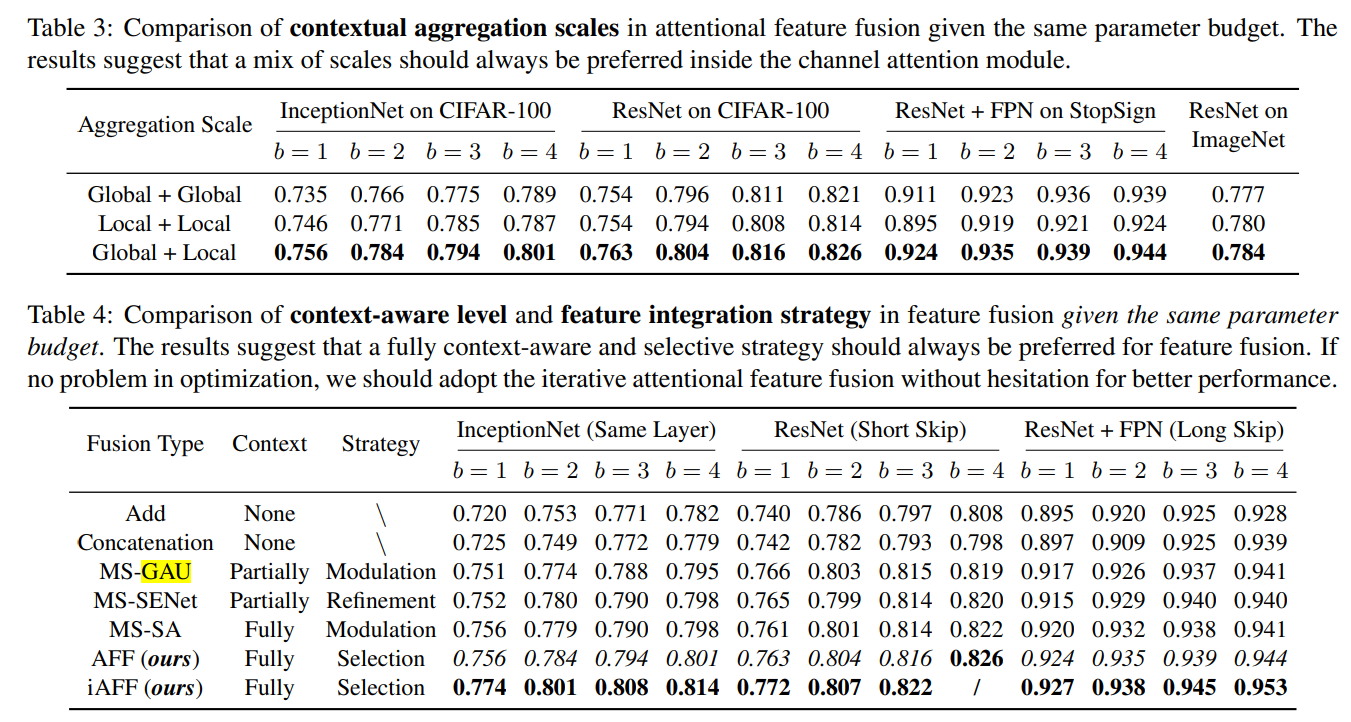 Table 3: Comparison of contextual aggregation scales in attentional feature fusion given the same parameter budget. The
results suggest that a mix of scales should always be preferred inside the channel attention module.
Aggregation Scale InceptionNet on CIFAR-100 ResNet on CIFAR-100 ResNet + FPN on StopSign ResNet on ImageNet
b = 1 b = 2 b = 3 b = 4 b = 1 b = 2 b = 3 b = 4 b = 1 b = 2 b = 3 b = 4
Global + Global 0.735 0.766 0.775 0.789 0.754 0.796 0.811 0.821 0.911 0.923 0.936 0.939 0.777
Local + Local 0.746 0.771 0.785 0.787 0.754 0.794 0.808 0.814 0.895 0.919 0.921 0.924 0.780
Global + Local 0.756 0.784 0.794 0.801 0.763 0.804 0.816 0.826 0.924 0.935 0.939 0.944 0.784
Table 4: Comparison of context-aware level and feature integration strategy in feature fusion given the same parameter
budget. The results suggest that a fully context-aware and selective strategy should always be preferred for feature fusion. If
no problem in optimization, we should adopt the iterative attentional feature fusion without hesitation for better performance.
Fusion Type Context Strategy InceptionNet (Same Layer) ResNet (Short Skip) ResNet + FPN (Long Skip)
b = 1 b = 2 b = 3 b = 4 b = 1 b = 2 b = 3 b = 4 b = 1 b = 2 b = 3 b = 4
Add None \ 0.720 0.753 0.771 0.782 0.740 0.786 0.797 0.808 0.895 0.920 0.925 0.928
Concatenation None \ 0.725 0.749 0.772 0.779 0.742 0.782 0.793 0.798 0.897 0.909 0.925 0.939
MS-GAU Partially Modulation 0.751 0.774 0.788 0.795 0.766 0.803 0.815 0.819 0.917 0.926 0.937 0.941
MS-SENet Partially Refinement 0.752 0.780 0.790 0.798 0.765 0.799 0.814 0.820 0.915 0.929 0.940 0.940
MS-SA Fully Modulation 0.756 0.779 0.790 0.798 0.761 0.801 0.814 0.822 0.920 0.932 0.938 0.941
AFF (ours) Fully Selection 0.756 0.784 0.794 0.801 0.763 0.804 0.816 0.826 0.924 0.935 0.939 0.944
iAFF (ours) Fully Selection 0.774 0.801 0.808 0.814 0.772 0.807 0.822 / 0.927 0.938 0.945 0.953